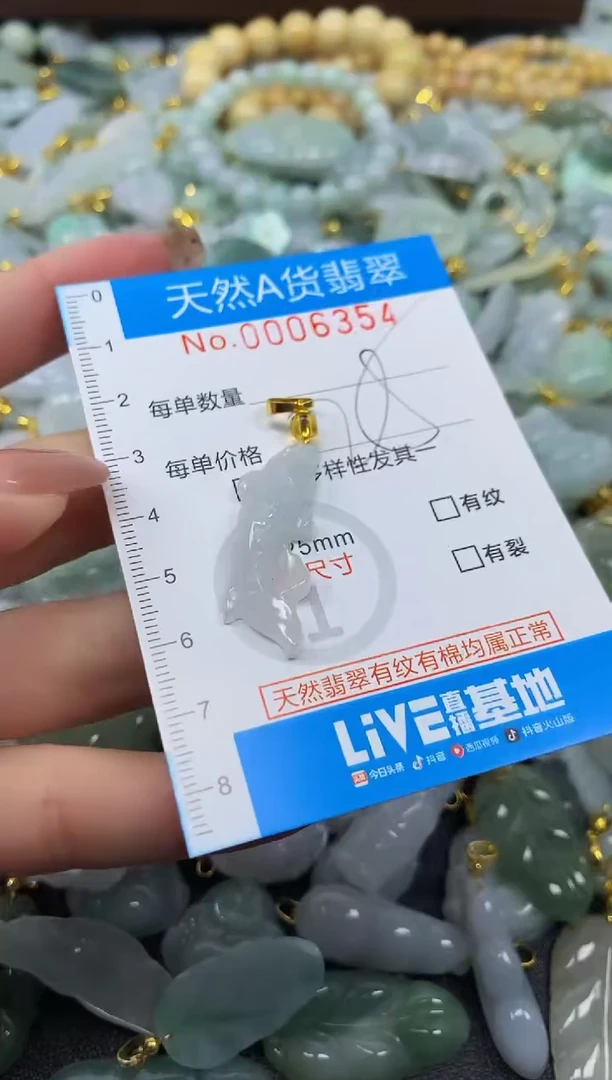 天然A货翡翠
No.0006354
0
1
2
3
4
5
6
7
8
每单数量
每单价格
多样性发其一
有纹
5mm
尺寸
有裂
1
天然翡翠有纹有棉均属正常
LiVE直播基地
今日头条 抖音 西瓜视频 抖音火山版